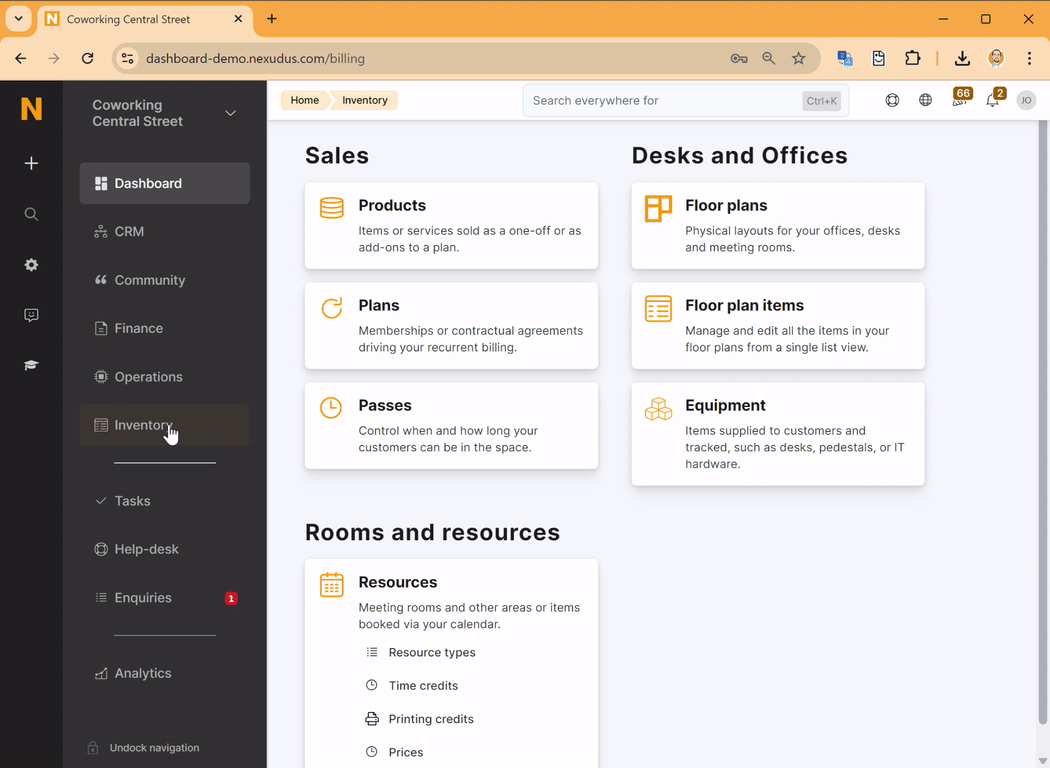 Coworking Central Street
dashboard-demo.nexudus.com/billing
N
Coworking
Central Street
Dashboard
CRM
Community
Finance
Operations
Inventory
Tasks
Help-desk
Enquiries
1
Analytics
Undock navigation
Home
Inventory
Search everywhere for
Ctrl+K
66
2
JO
Sales
Products
Items or services sold as a one-off or as
add-ons to a plan.
Plans
Memberships or contractual agreements
driving your recurrent billing.
Passes
Control when and how long your
customers can be in the space.
Desks and Offices
Floor plans
Physical layouts for your offices, desks
and meeting rooms.
Floor plan items
Manage and edit all the items in your
floor plans from a single list view.
Equipment
Items supplied to customers and
tracked, such as desks, pedestals, or IT
hardware.
Rooms and resources
Resources
Meeting rooms and other areas or items
booked via your calendar.
Resource types
Time credits
Printing credits
Prices